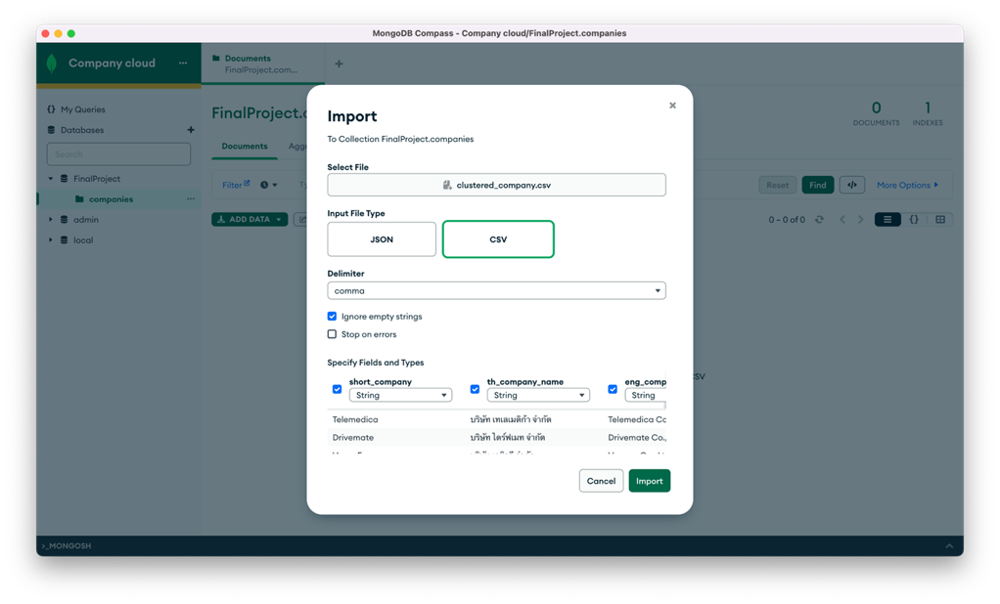 MongoDB Compass - Company cloud/FinalProject.companies
Company cloud
Documents
FinalProject.com...
My Queries
Databases
Search
FinalProject
companies
admin
local
FinalProject.
0
DOCUMENTS
1
INDEXES
Documents
Filter
Reset
Find
More Options
ADD DATA
0 – 0 of 0
Import
To Collection FinalProject.companies
Select File
clustered_company.csv
Input File Type
JSON
CSV
Delimiter
comma
Ignore empty strings
Stop on errors
Specify Fields and Types
short_company
th_company_name
eng_comp
String
String
String
Telemedica
บริษัท เทเลเมดิก้า จำกัด
Telemedica Co
Drivemate
บริษัท ไดร์ฟเมท จำกัด
Drivemate Co.,
Cancel
Import
CSV
>_MONGOSH